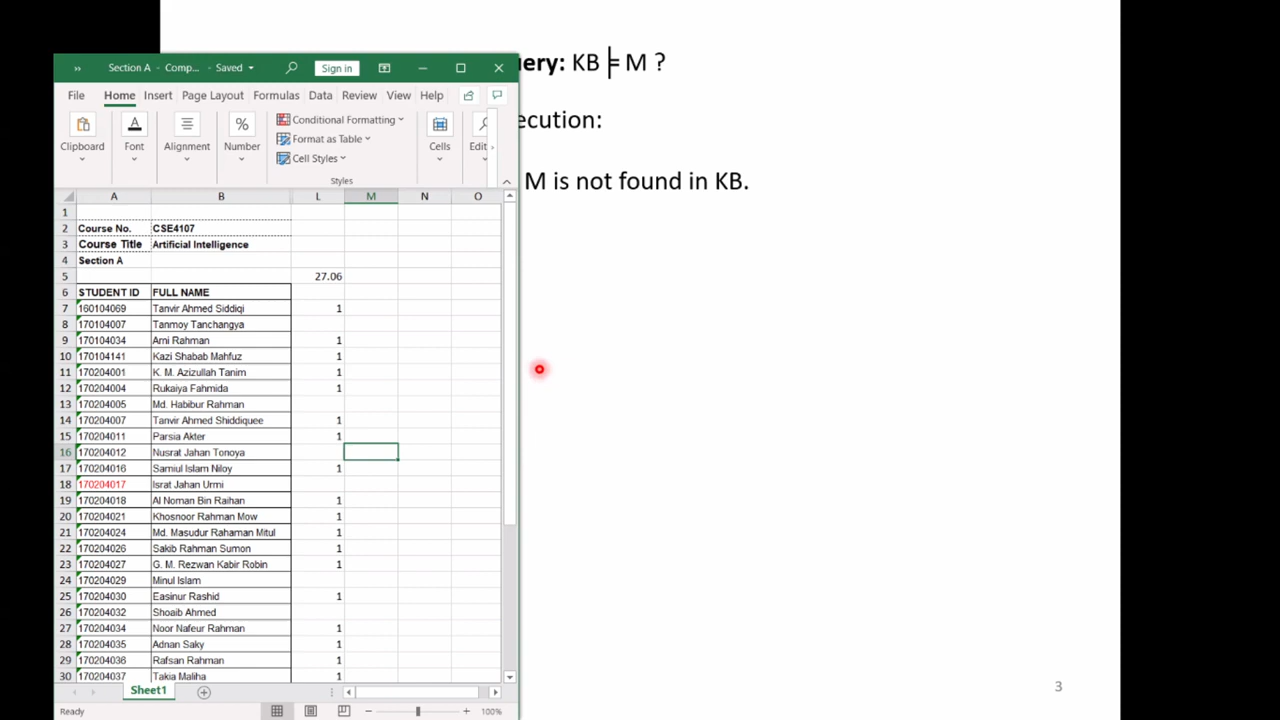 Section A - Comp... - Saved
Sign in
File Home Insert Page Layout Formulas Data Review View Help
Clipboard
Font
Alignment
Number
Conditional Formatting
Format as Table
Cell Styles
Styles
Cells
Edit
A B L M N O
1
2 Course No. CSE4107
3 Course Title Artificial Intelligence
4 Section A
5 27.06
6 STUDENT ID FULL NAME
7 160104069 Tanvir Ahmed Siddiqi 1
8 170104007 Tanmoy Tanchangya
9 170104034 Arni Rahman 1
10 170104141 Kazi Shabab Mahfuz 1
11 170204001 K. M. Azizullah Tanim 1
12 170204004 Rukaiya Fahmida 1
13 170204005 Md. Habibur Rahman
14 170204007 Tanvir Ahmed Shiddiquee 1
15 170204011 Parsia Akter 1
16 170204012 Nusrat Jahan Tonoya
17 170204016 Samiul Islam Niloy 1
18 170204017 Israt Jahan Urmi
19 170204018 Al Noman Bin Raihan 1
20 170204021 Khosnoor Rahman Mow 1
21 170204024 Md. Masudur Rahaman Mitul 1
22 170204026 Sakib Rahman Sumon 1
23 170204027 G. M. Rezwan Kabir Robin 1
24 170204029 Minul Islam
25 170204030 Easinur Rashid 1
26 170204032 Shoaib Ahmed
27 170204034 Noor Nafeur Rahman 1
28 170204035 Adnan Saky 1
29 170204036 Rafsan Rahman 1
30 170204037 Takia Maliha 1
Sheet1
Ready
100%
uery: KB ⊨ M ?
ecution:
M is not found in KB.
3